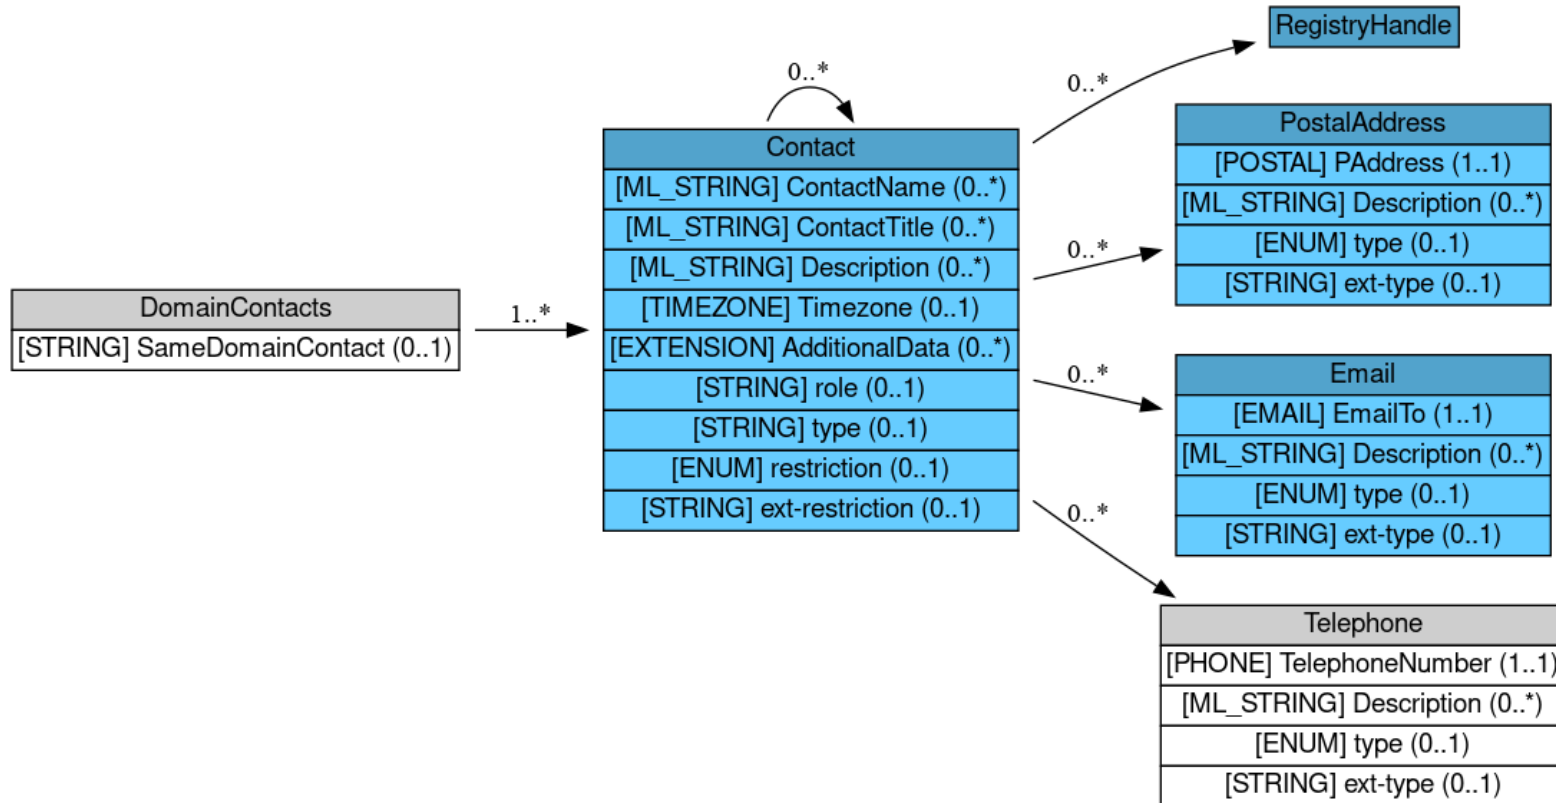 RegistryHandle
0..*
0..*
Contact
[ML_STRING] ContactName (0..*)
[ML_STRING] ContactTitle (0..*)
[ML_STRING] Description (0..*)
[TIMEZONE] Timezone (0..1)
[EXTENSION] AdditionalData (0..*)
[STRING] role (0..1)
[STRING] type (0..1)
[ENUM] restriction (0..1)
[STRING] ext-restriction (0..1)
PostalAddress
[POSTAL] PAddress (1..1)
[ML_STRING] Description (0..*)
[ENUM] type (0..1)
[STRING] ext-type (0..1)
0..*
DomainContacts
[STRING] SameDomainContact (0..1)
1..*
0..*
Email
[EMAIL] EmailTo (1..1)
[ML_STRING] Description (0..*)
[ENUM] type (0..1)
[STRING] ext-type (0..1)
0..*
Telephone
[PHONE] TelephoneNumber (1..1)
[ML_STRING] Description (0..*)
[ENUM] type (0..1)
[STRING] ext-type (0..1)